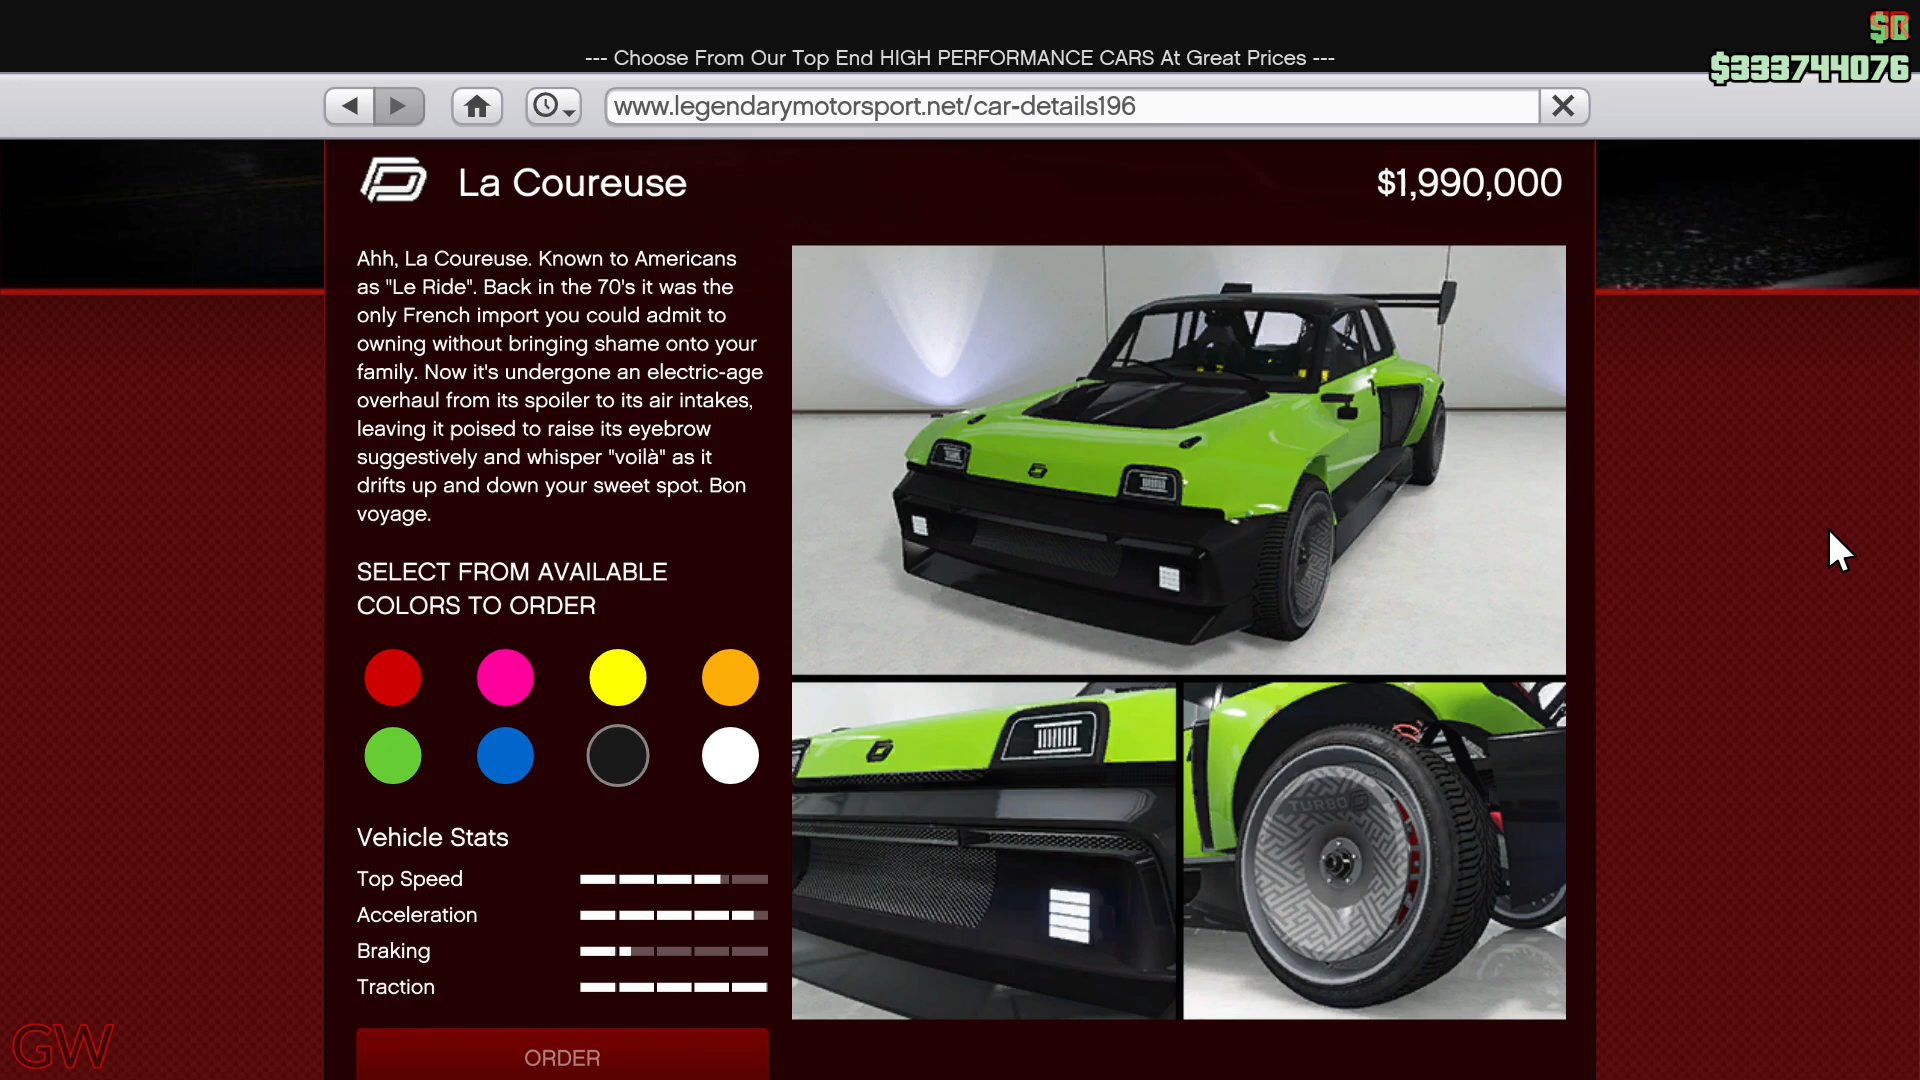 $0
--- Choose From Our Top End HIGH PERFORMANCE CARS At Great Prices ---
$333744076
www.legendarymotorsport.net/car-details196
La Coureuse
$1,990,000
Ahh, La Coureuse. Known to Americans
as "Le Ride". Back in the 70's it was the
only French import you could admit to
owning without bringing shame onto your
family. Now it's undergone an electric-age
overhaul from its spoiler to its air intakes,
leaving it poised to raise its eyebrow
suggestively and whisper "voilà" as it
drifts up and down your sweet spot. Bon
voyage.
SELECT FROM AVAILABLE
COLORS TO ORDER
Vehicle Stats
Top Speed
Acceleration
Braking
Traction
ORDER
TURBO
GW